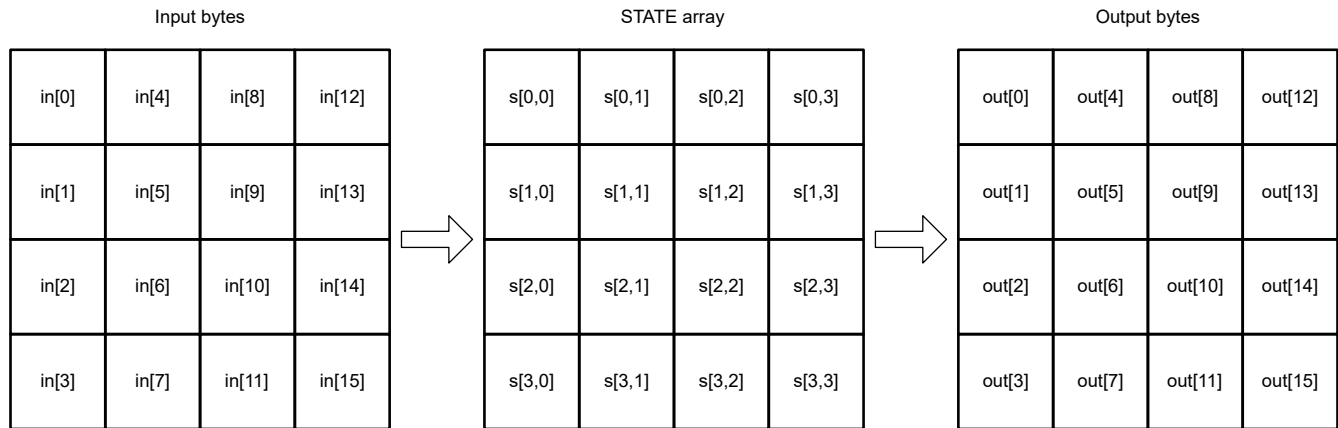 Input bytes STATE array Output bytes
in[0] in[4] in[8] in[12] s[0,0] s[0,1] s[0,2] s[0,3] out[0] out[4] out[8] out[12]
in[1] in[5] in[9] in[13] s[1,0] s[1,1] s[1,2] s[1,3] out[1] out[5] out[9] out[13]
in[2] in[6] in[10] in[14] s[2,0] s[2,1] s[2,2] s[2,3] out[2] out[6] out[10] out[14]
in[3] in[7] in[11] in[15] s[3,0] s[3,1] s[3,2] s[3,3] out[3] out[7] out[11] out[15]